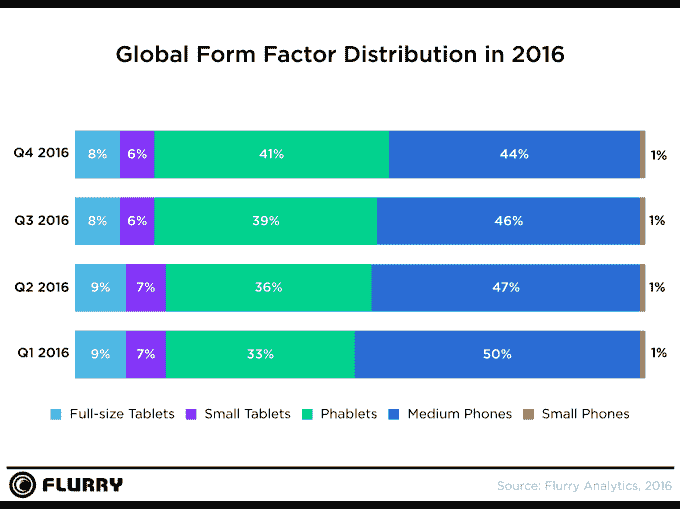 Global Form Factor Distribution in 2016
Q4 2016 8% 6% 41% 44% 1%
Q3 2016 8% 6% 39% 46% 1%
Q2 2016 9% 7% 36% 47% 1%
Q1 2016 9% 7% 33% 50% 1%
Full-size Tablets Small Tablets Phablets Medium Phones Small Phones
FLURRY
Source: Flurry Analytics, 2016